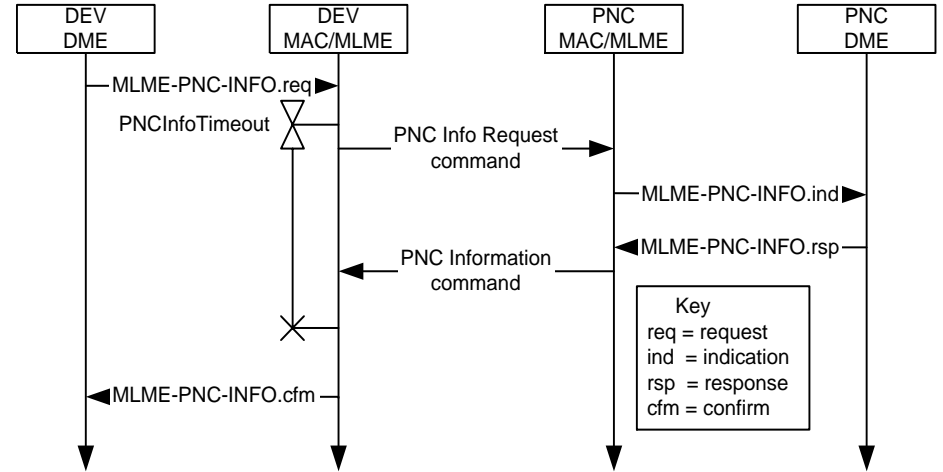 DEV
DME
DEV
MAC/MLME
PNC
MAC/MLME
PNC
DME
MLME-PNC-INFO.req
PNCInfoTimeout
PNC Info Request
command
MLME-PNC-INFO.ind
MLME-PNC-INFO.rsp
PNC Information
command
Key
req = request
ind = indication
rsp = response
cfm = confirm
MLME-PNC-INFO.cfm